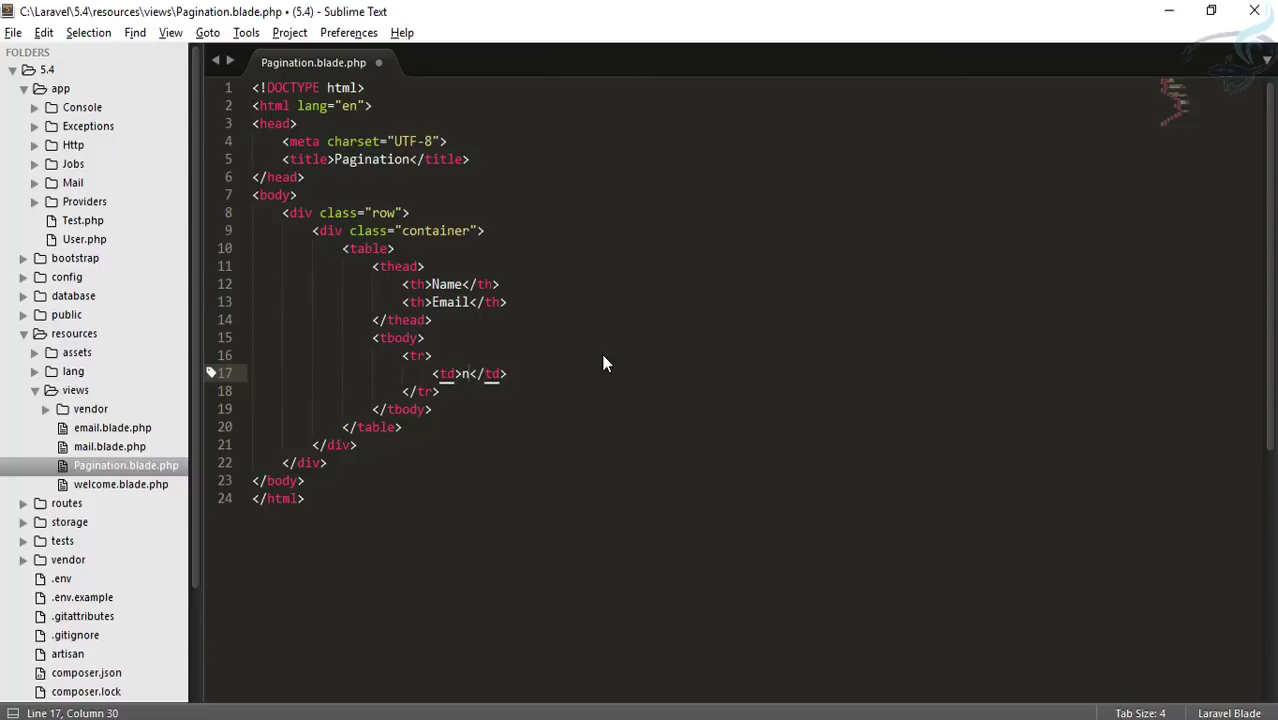 C:\Laravel\5.4\resources\views\Pagination.blade.php • (5.4) - Sublime Text
File Edit Selection Find View Goto Tools Project Preferences Help
FOLDERS
5.4
app
Console
Exceptions
Http
Jobs
Mail
Providers
Test.php
User.php
bootstrap
config
database
public
resources
assets
lang
views
vendor
email.blade.php
mail.blade.php
Pagination.blade.php
welcome.blade.php
routes
storage
tests
vendor
.env
.env.example
.gitattributes
.gitignore
artisan
composer.json
composer.lock
Pagination.blade.php
1 <!DOCTYPE html>
2 <html lang="en">
3 <head>
4 <meta charset="UTF-8">
5 <title>Pagination</title>
6 </head>
7 <body>
8 <div class="row">
9 <div class="container">
10 <table>
11 <thead>
12 <th>Name</th>
13 <th>Email</th>
14 </thead>
15 <tbody>
16 <tr>
17 <td>n</td>
18 </tr>
19 </tbody>
20 </table>
21 </div>
22 </div>
23 </body>
24 </html>
Line 17, Column 30
Tab Size: 4
Laravel Blade